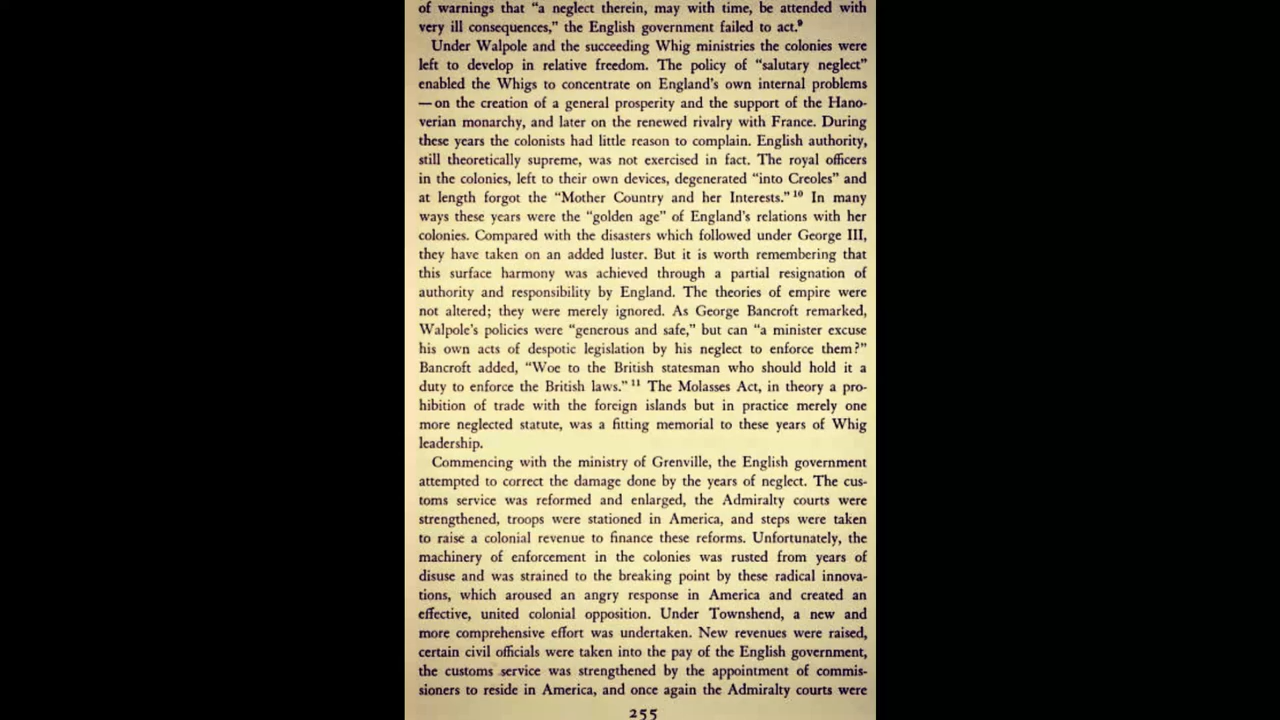 of warnings that “a neglect therein, may with time, be attended with
very ill consequences,” the English government failed to act.⁹
Under Walpole and the succeeding Whig ministries the colonies were
left to develop in relative freedom. The policy of “salutary neglect”
enabled the Whigs to concentrate on England’s own internal problems
—on the creation of a general prosperity and the support of the Hano-
verian monarchy, and later on the renewed rivalry with France. During
these years the colonists had little reason to complain. English authority,
still theoretically supreme, was not exercised in fact. The royal officers
in the colonies, left to their own devices, degenerated “into Creoles” and
at length forgot the “Mother Country and her Interests.” ¹⁰ In many
ways these years were the “golden age” of England’s relations with her
colonies. Compared with the disasters which followed under George III,
they have taken on an added luster. But it is worth remembering that
this surface harmony was achieved through a partial resignation of
authority and responsibility by England. The theories of empire were
not altered; they were merely ignored. As George Bancroft remarked,
Walpole’s policies were “generous and safe,” but can “a minister excuse
his own acts of despotic legislation by his neglect to enforce them?”
Bancroft added, “Woe to the British statesman who should hold it a
duty to enforce the British laws.” ¹¹ The Molasses Act, in theory a pro-
hibition of trade with the foreign islands but in practice merely one
more neglected statute, was a fitting memorial to these years of Whig
leadership.
Commencing with the ministry of Grenville, the English government
attempted to correct the damage done by the years of neglect. The cus-
toms service was reformed and enlarged, the Admiralty courts were
strengthened, troops were stationed in America, and steps were taken
to raise a colonial revenue to finance these reforms. Unfortunately, the
machinery of enforcement in the colonies was rusted from years of
disuse and was strained to the breaking point by these radical innova-
tions, which aroused an angry response in America and created an
effective, united colonial opposition. Under Townshend, a new and
more comprehensive effort was undertaken. New revenues were raised,
certain civil officials were taken into the pay of the English government,
the customs service was strengthened by the appointment of commis-
sioners to reside in America, and once again the Admiralty courts were
255